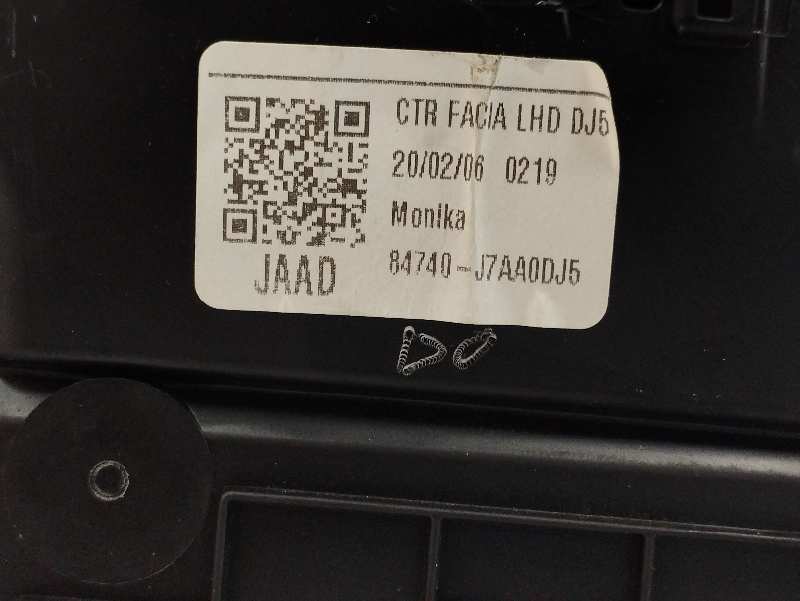 CTR FACIA LHD DJ5
20/02/06 0219
Monika
84740-J7AA0DJ5
JAAD